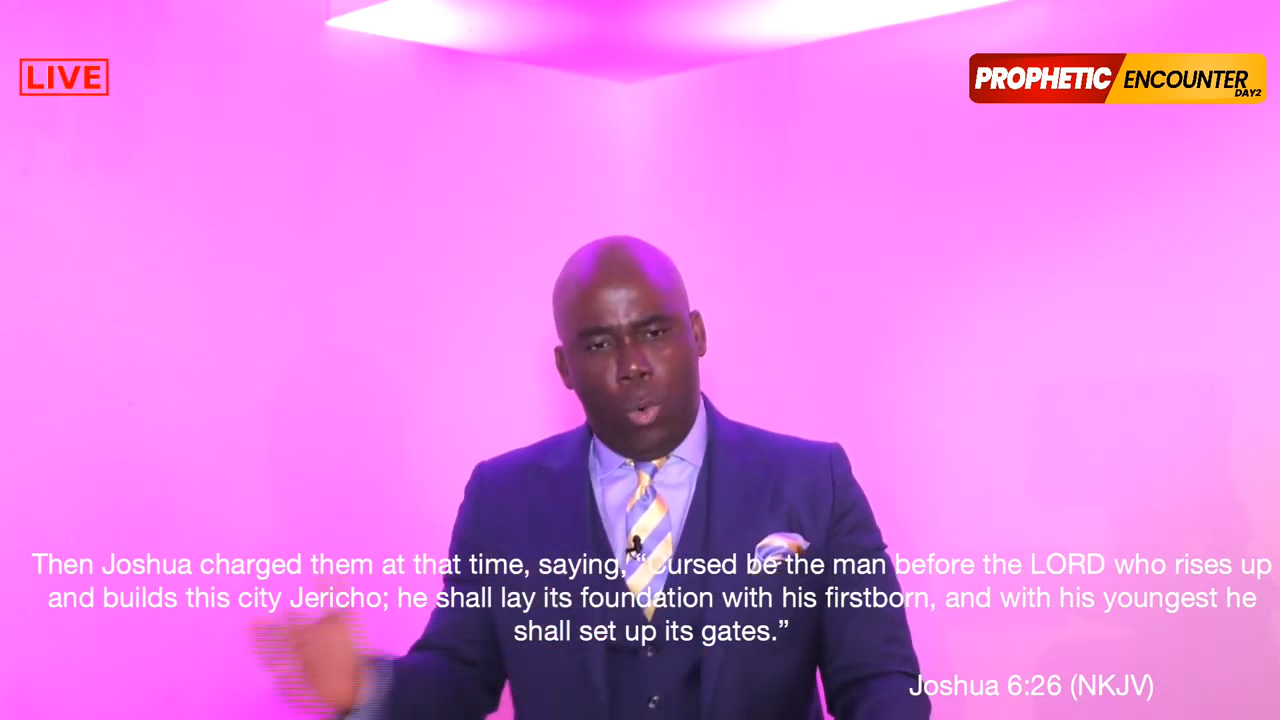 LIVE
PROPHETIC ENCOUNTER
DAY2
Then Joshua charged them at that time, saying, “Cursed be the man before the LORD who rises up
and builds this city Jericho; he shall lay its foundation with his firstborn, and with his youngest he
shall set up its gates.”
Joshua 6:26 (NKJV)